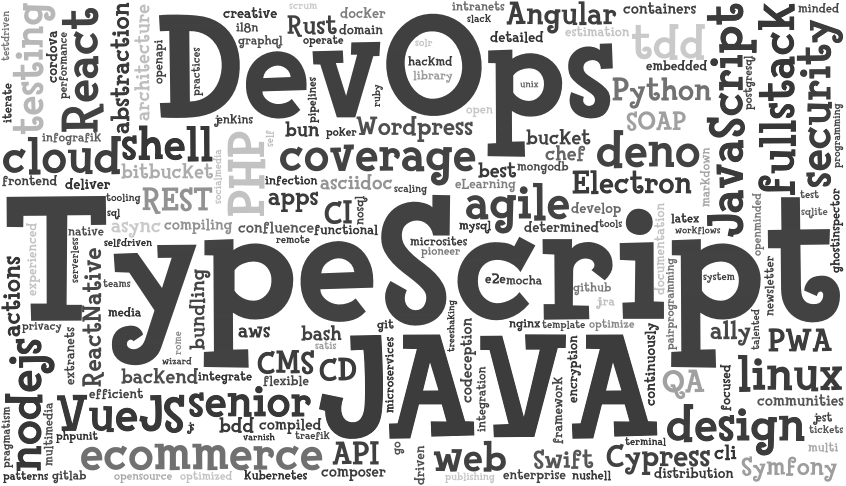 testdriven
iterate
testing
cordova
performance
React
abstraction
architecture
openapi
DevOps
practices
creative
i18n
graphql
scrum
Rust
operate
docker
domain
solr
hackmd
library
intranets
slack
detailed
unix
Angular
estimation
containers
tdd
embedded
Python
SOAP
JavaScript
postgresql
fullstack
minded
security
programming
infografiK
jenkins
pipelines
ruby
open
cloud
shell
bitbucket
socialmedia
PHP
self
bun
poker
Wordpress
coverage
best
mongodb
bucket
chef
deno
markdown
frontend
deliver
tooling
REST
infection
asciidoc
scaling
eLearning
Electron
apps
CI
nosql
agile
develop
sql
async
compiling
confluence
functional
mysql
determined
tools
latex
workflows
documentation
openminded
test
sqlite
ghostinspector
experienced
native
selfdriven
serverless
remote
microsites
pioneer
TypeScript
e2e
mocha
github
jra
system
newsletter
pairprogramming
actions
ReactNative
teams
media
bundling
aws
bash
satis
git
treeshaking
nginx
template
optimize
ally
talented
PWA
privacy
extranets
rome
wizard
nodejs
backend
integrate
CMS
flexible
CD
JAVA
microservices
codeception
integration
framework
encryption
continuously
QA
focused
linux
communities
efficient
VueJS
js
senior
bdd
compiled
varnish
traefik
pragmatism
multimedia
phpunit
ecommerce
API
composer
go
driven
web
publishing
Swift
enterprise
nushell
terminal
Cypress
cli
distribution
design
jest
tickets
multi
Symfony
patterns
gitlab
opensource
optimized
Kubernetes